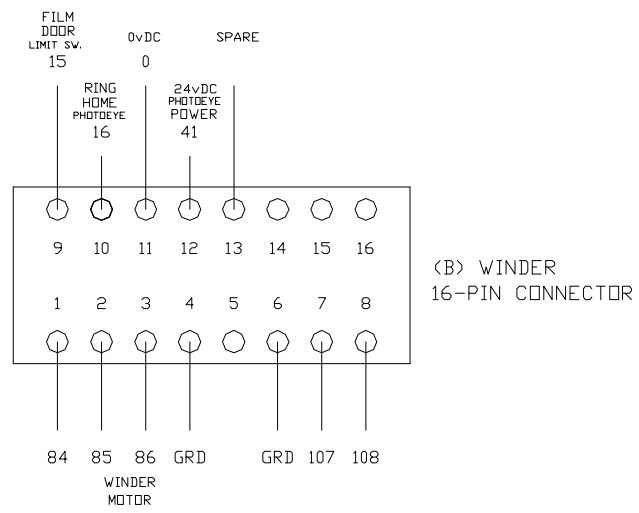 FILM
DOOR
LIMIT SW.
15
0vDC
0
SPARE
RING
HOME
PHOTOEYE
16
24vDC
PHOTOEYE
POWER
41
9 10 11 12 13 14 15 16
1 2 3 4 5 6 7 8
(B) WINDER
16-PIN CONNECTOR
84 85 86 GRD GRD 107 108
WINDER
MOTOR